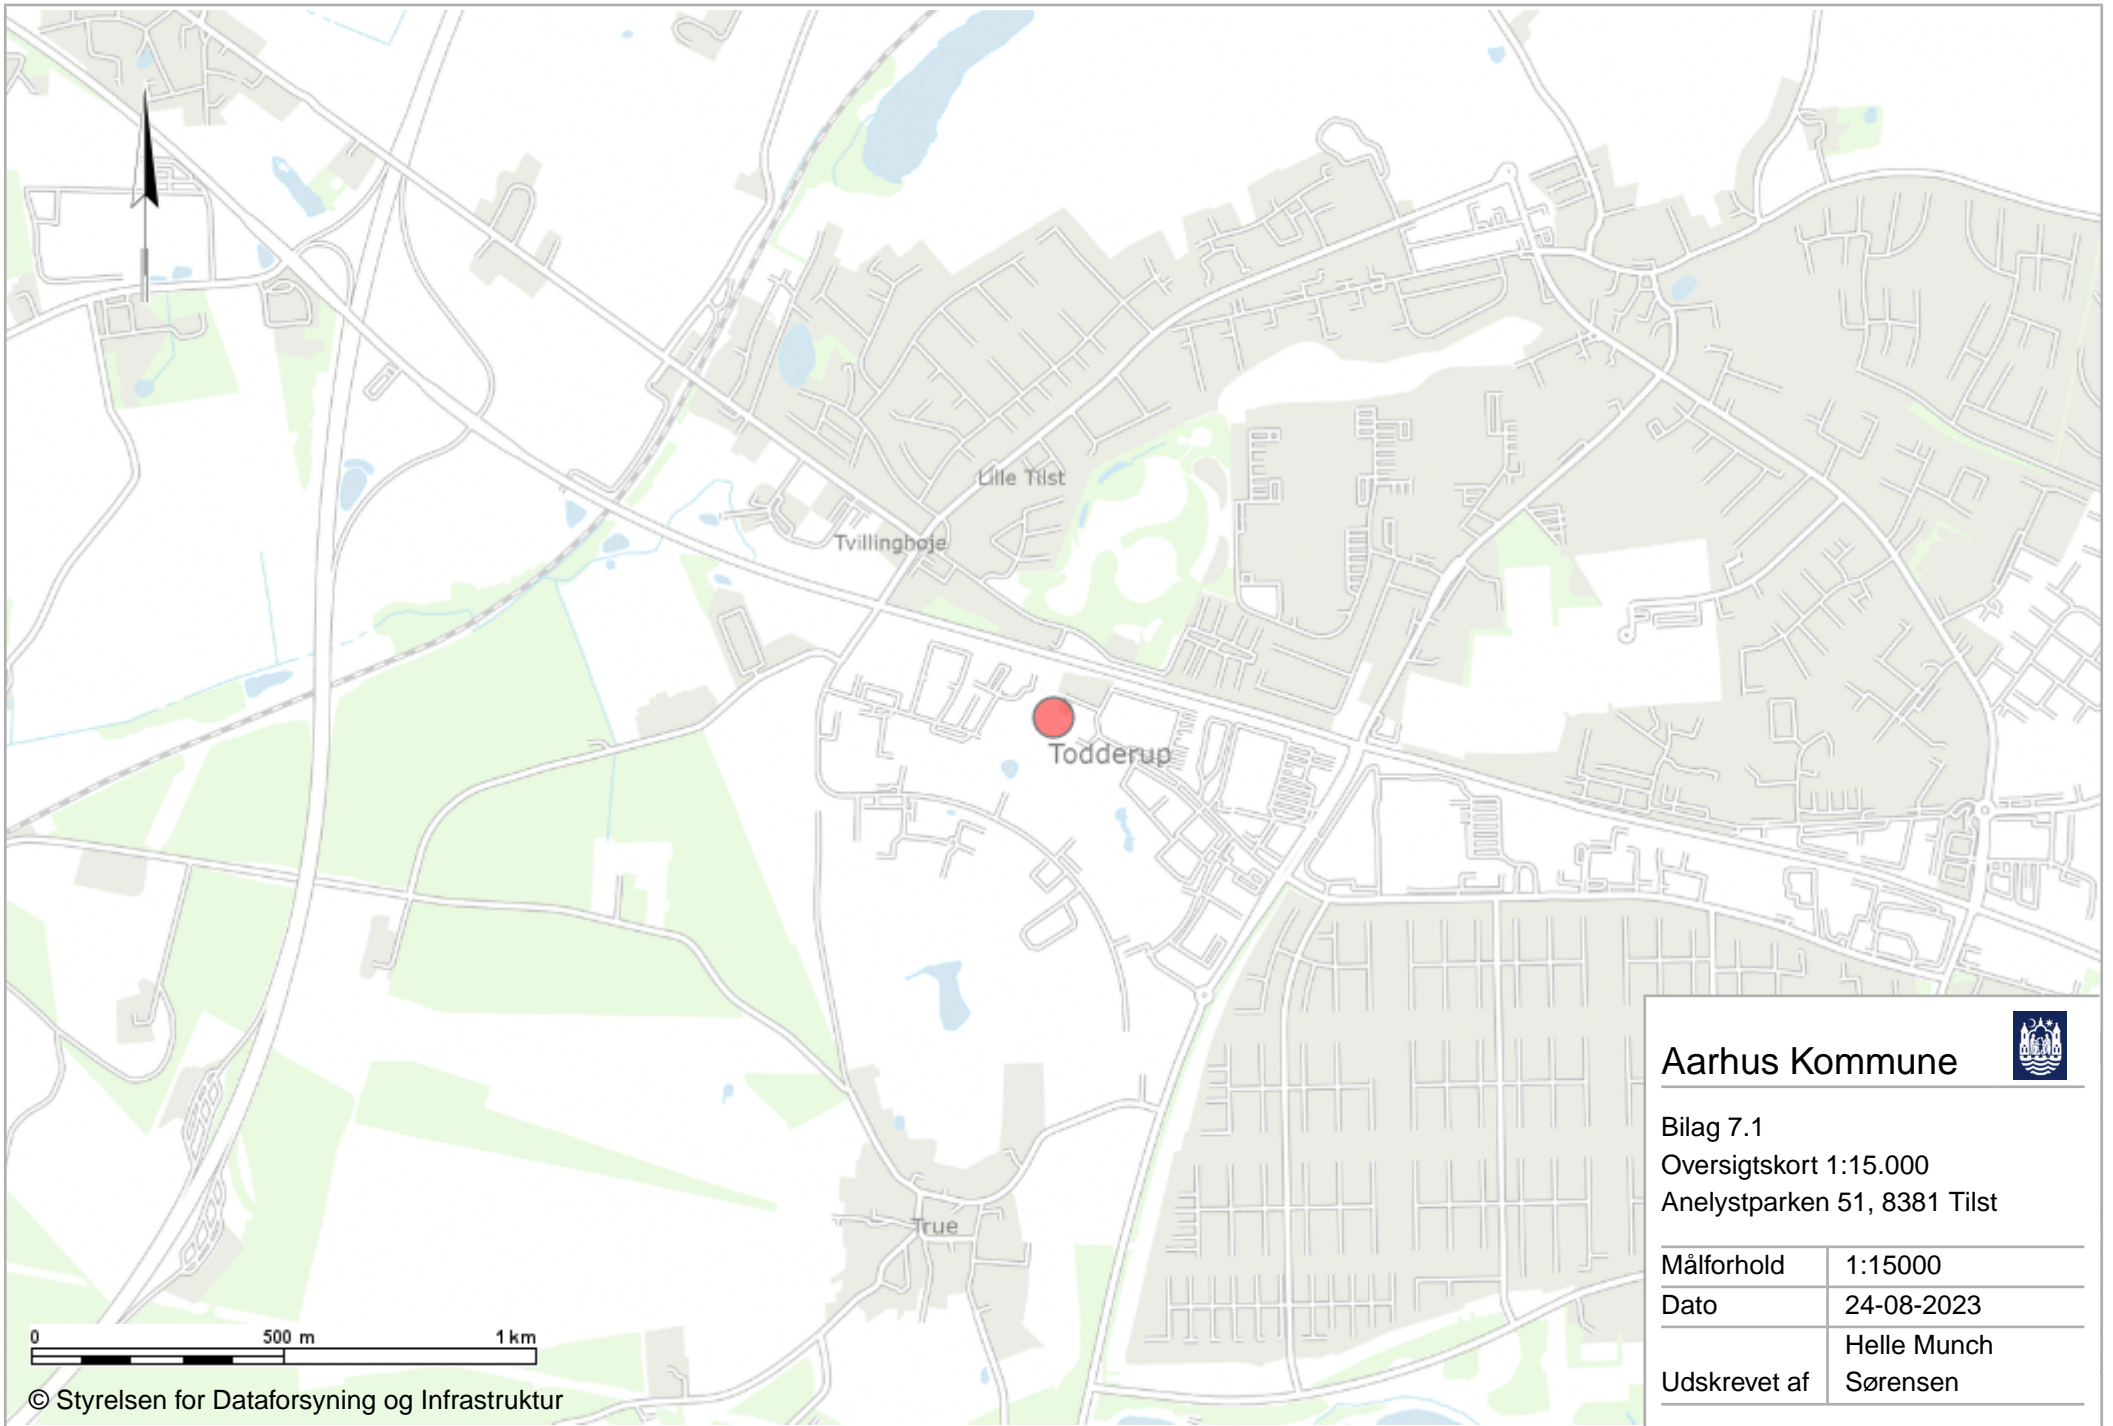 Lille Tilst
Tvillinghøje
Todderup
True
0 500 m 1 km
© Styrelsen for Dataforsyning og Infrastruktur
Aarhus Kommune
Bilag 7.1
Oversigtskort 1:15.000
Anelystparken 51, 8381 Tilst
Målforhold 1:15000
Dato 24-08-2023
Udskrevet af Helle Munch
Sørensen